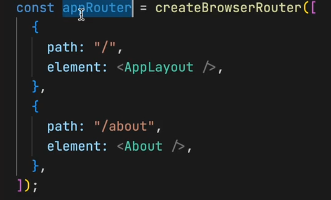 const appRouter = createBrowserRouter([
  {
    path: "/",
    element: <AppLayout />,
  },
  {
    path: "/about",
    element: <About />,
  },
]);